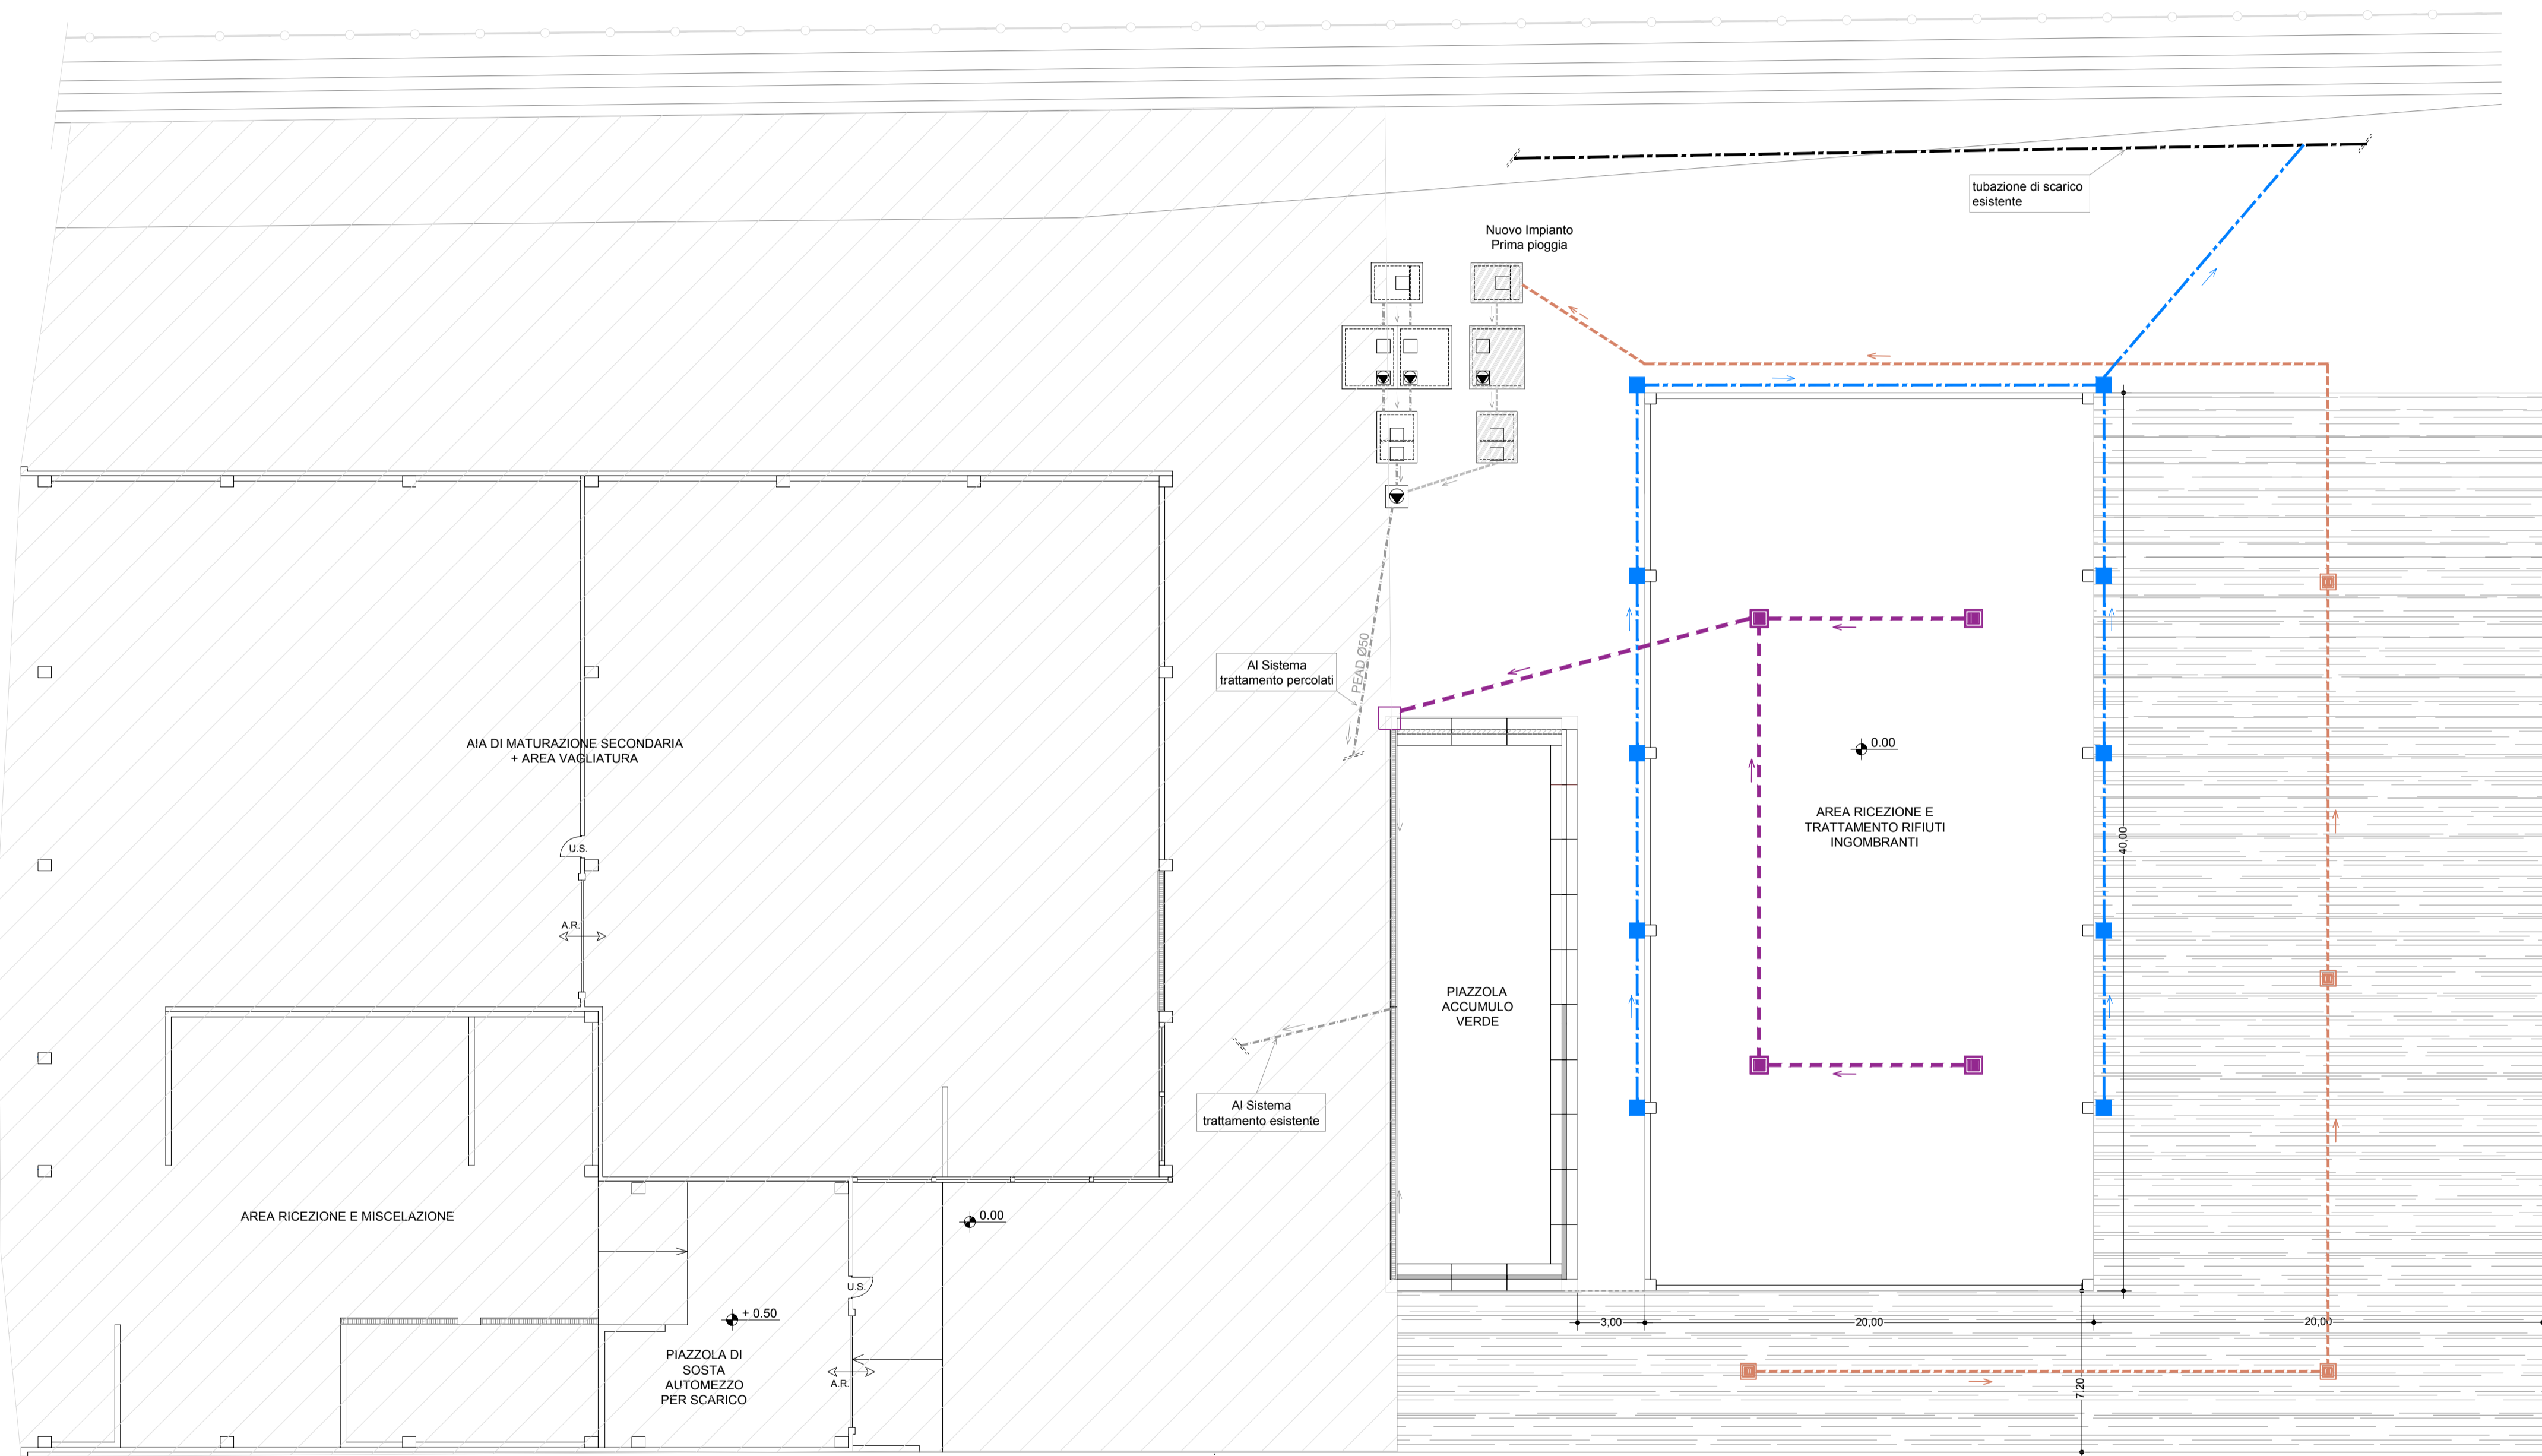 tubazione di scarico
esistente
Nuovo Impianto
Prima pioggia
PEAD Ø50
Al Sistema
trattamento percolati
AIA DI MATURAZIONE SECONDARIA
+ AREA VAGLIATURA
0.00
AREA RICEZIONE E
TRATTAMENTO RIFIUTI
INGOMBRANTI
40,00
U.S.
A.R.
PIAZZOLA
ACCUMULO
VERDE
Al Sistema
trattamento esistente
AREA RICEZIONE E MISCELAZIONE
0.00
U.S.
+ 0.50
3,00
20,00
20,00
PIAZZOLA DI
SOSTA
AUTOMEZZO
PER SCARICO
A.R.
7.20